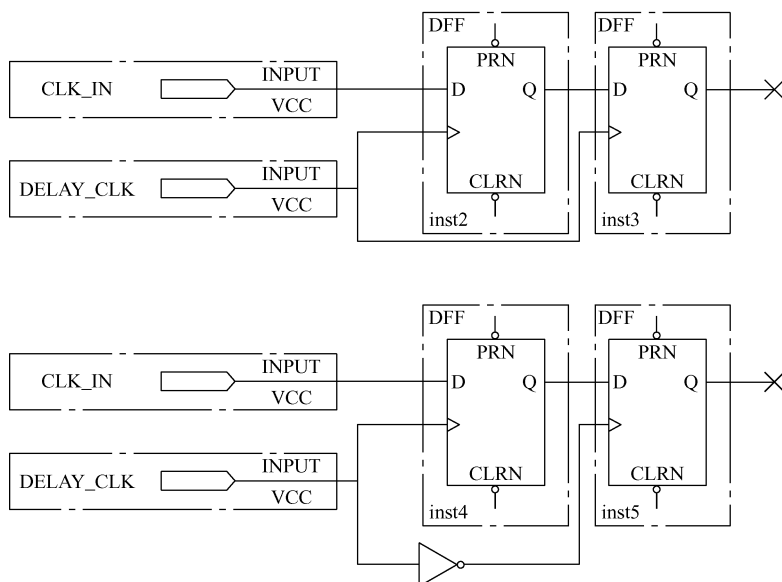 DFF DFF
PRN PRN
CLK_IN INPUT D Q D Q
VCC
DELAY_CLK INPUT CLRN CLRN
VCC
inst2 inst3
DFF DFF
PRN PRN
CLK_IN INPUT D Q D Q
VCC
DELAY_CLK INPUT CLRN CLRN
VCC
inst4 inst5